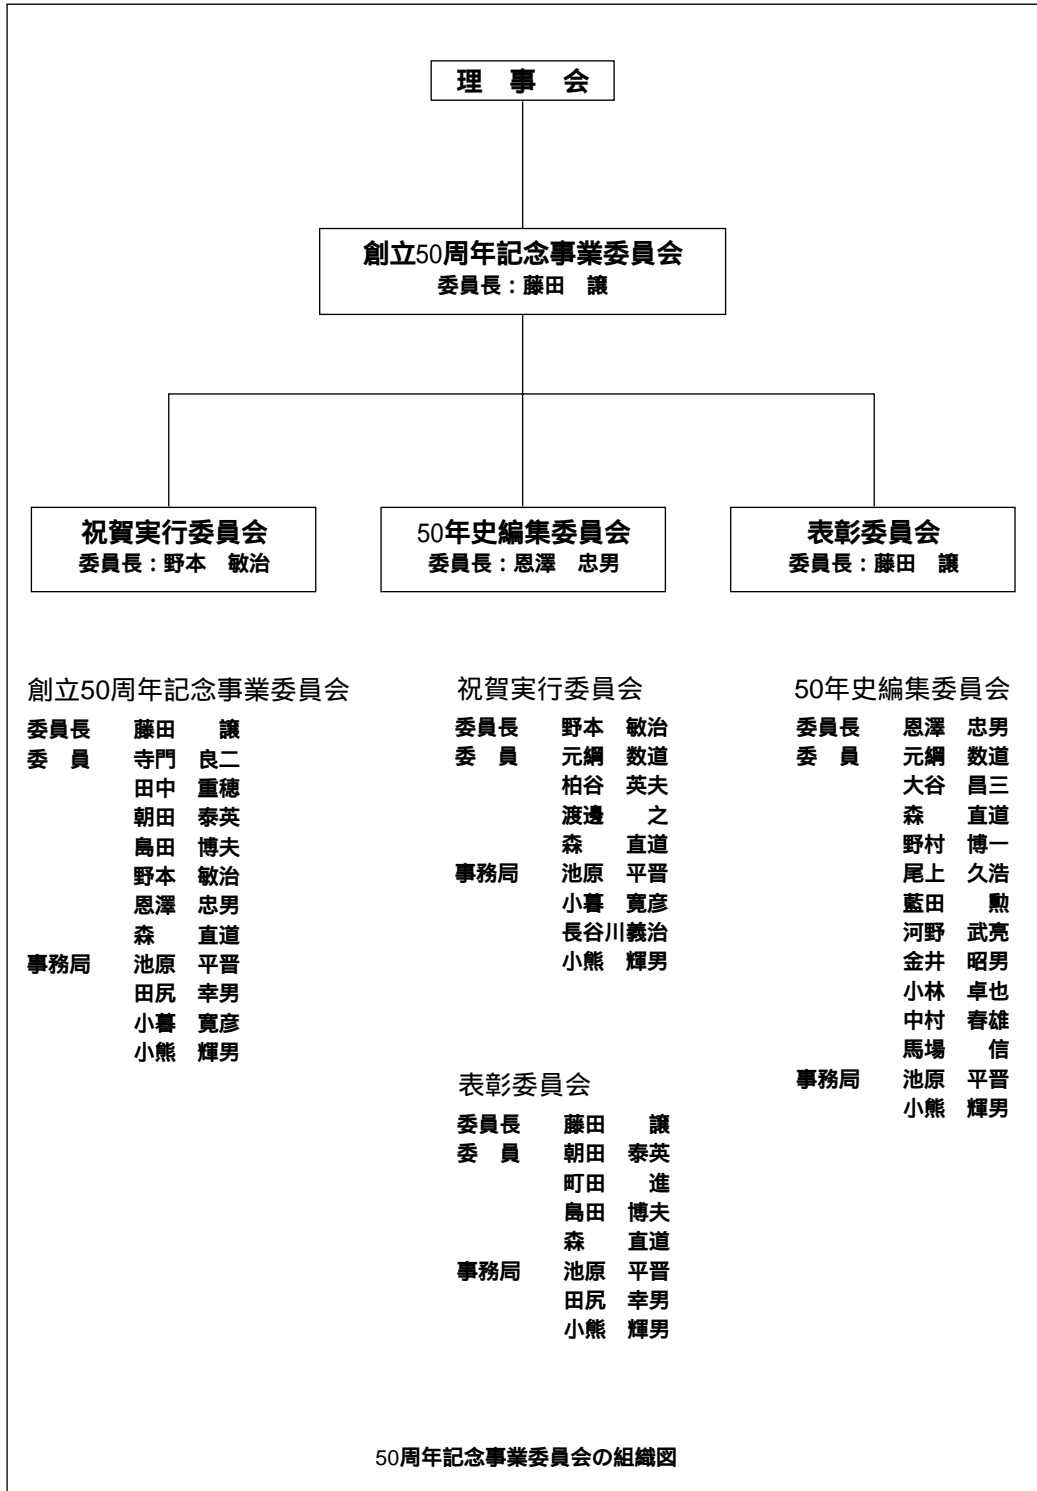 理　事　会
創立50周年記念事業委員会
委員長：藤田　譲
祝賀実行委員会
委員長：野本　敏治
50年史編集委員会
委員長：恩澤　忠男
表彰委員会
委員長：藤田　譲
創立50周年記念事業委員会
委員長　藤田　　譲
委　員　寺門　良二
田中　重穂
朝田　泰英
島田　博夫
野本　敏治
恩澤　忠男
森　　直道
事務局　池原　平晋
田尻　幸男
小暮　寛彦
小熊　輝男
祝賀実行委員会
委員長　野本　敏治
委　員　元綱　数道
柏谷　英夫
渡邊　　之
森　　直道
事務局　池原　平晋
小暮　寛彦
長谷川義治
小熊　輝男
表彰委員会
委員長　藤田　　譲
委　員　朝田　泰英
町田　　進
島田　博夫
森　　直道
事務局　池原　平晋
田尻　幸男
小熊　輝男
50年史編集委員会
委員長　恩澤　忠男
委　員　元綱　数道
大谷　昌三
森　　直道
野村　博一
尾上　久浩
藍田　　勲
河野　武亮
金井　昭男
小林　卓也
中村　春雄
馬場　　信
事務局　池原　平晋
小熊　輝男
50周年記念事業委員会の組織図